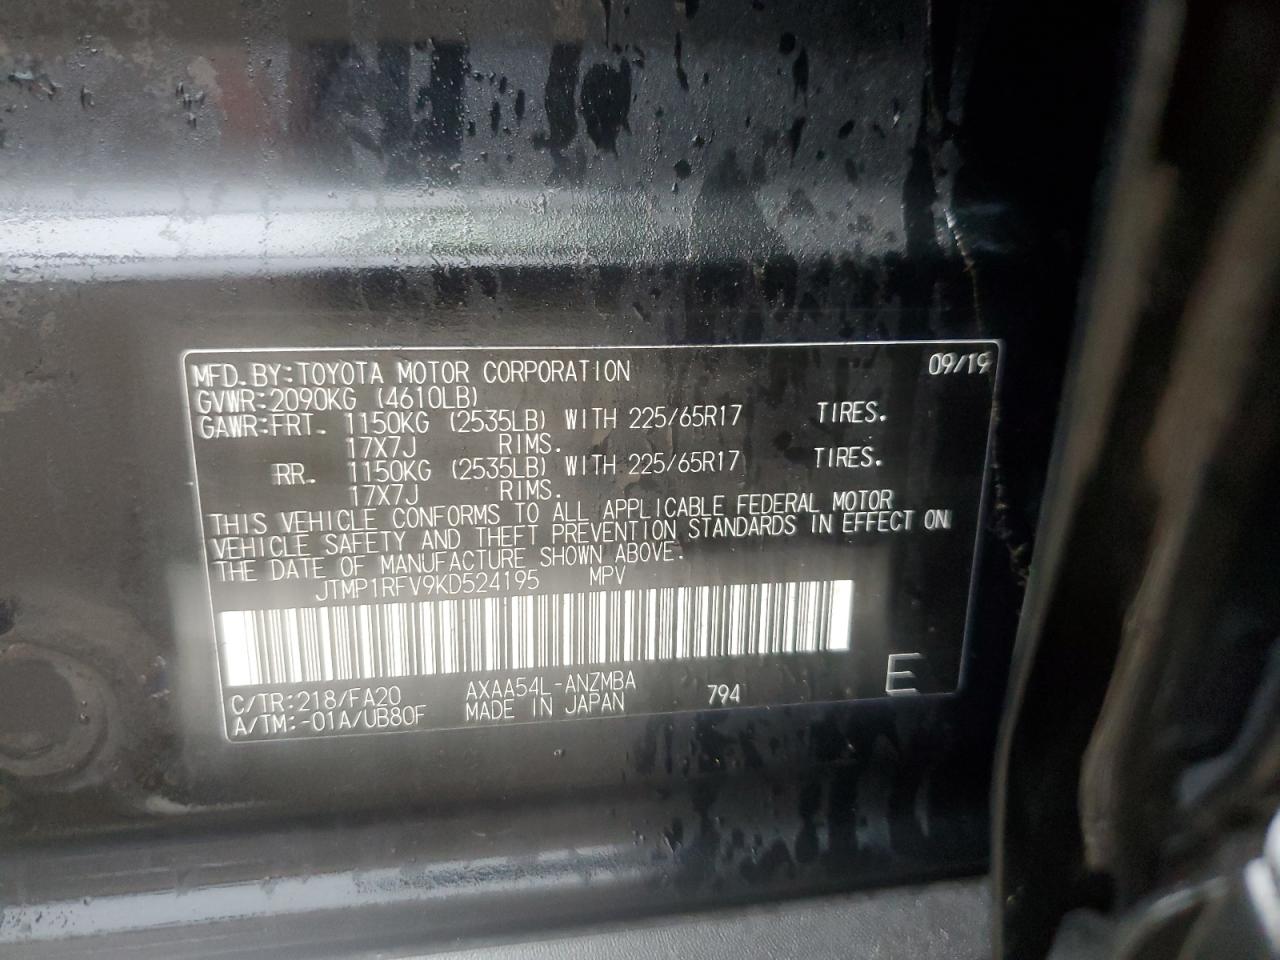 MFD. BY: TOYOTA MOTOR CORPORATION 09/19
GVWR: 2090KG (4610LB)
GAWR: FRT. 1150KG (2535LB) WITH 225/65R17 TIRES.
17X7J RIMS.
RR. 1150KG (2535LB) WITH 225/65R17 TIRES.
17X7J RIMS.
THIS VEHICLE CONFORMS TO ALL APPLICABLE FEDERAL MOTOR
VEHICLE SAFETY AND THEFT PREVENTION STANDARDS IN EFFECT ON
THE DATE OF MANUFACTURE SHOWN ABOVE.
JTMP1RFV9KD524195 MPV
C/TR: 218/FA20 AXAA54L-ANZMBA 794 E
A/TM: -01A/UB80F MADE IN JAPAN